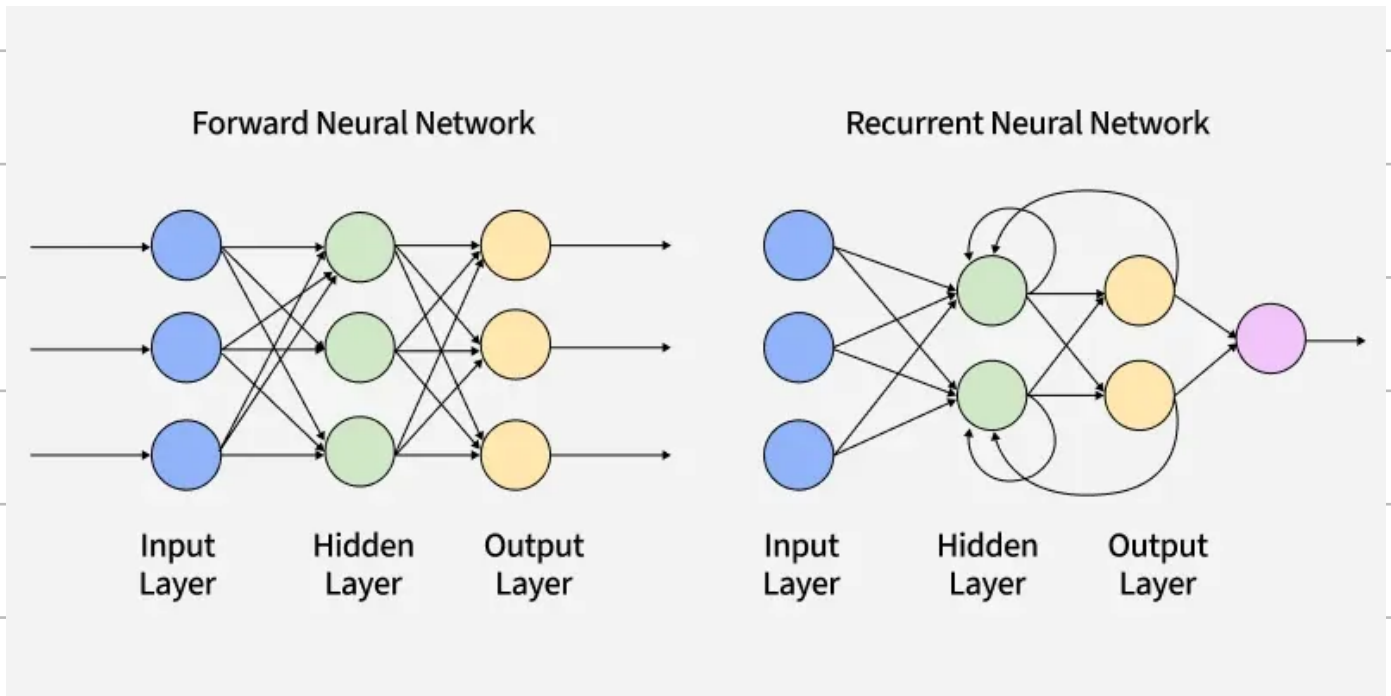 Forward Neural Network
Input
Layer
Hidden
Layer
Output
Layer
Recurrent Neural Network
Input
Layer
Hidden
Layer
Output
Layer